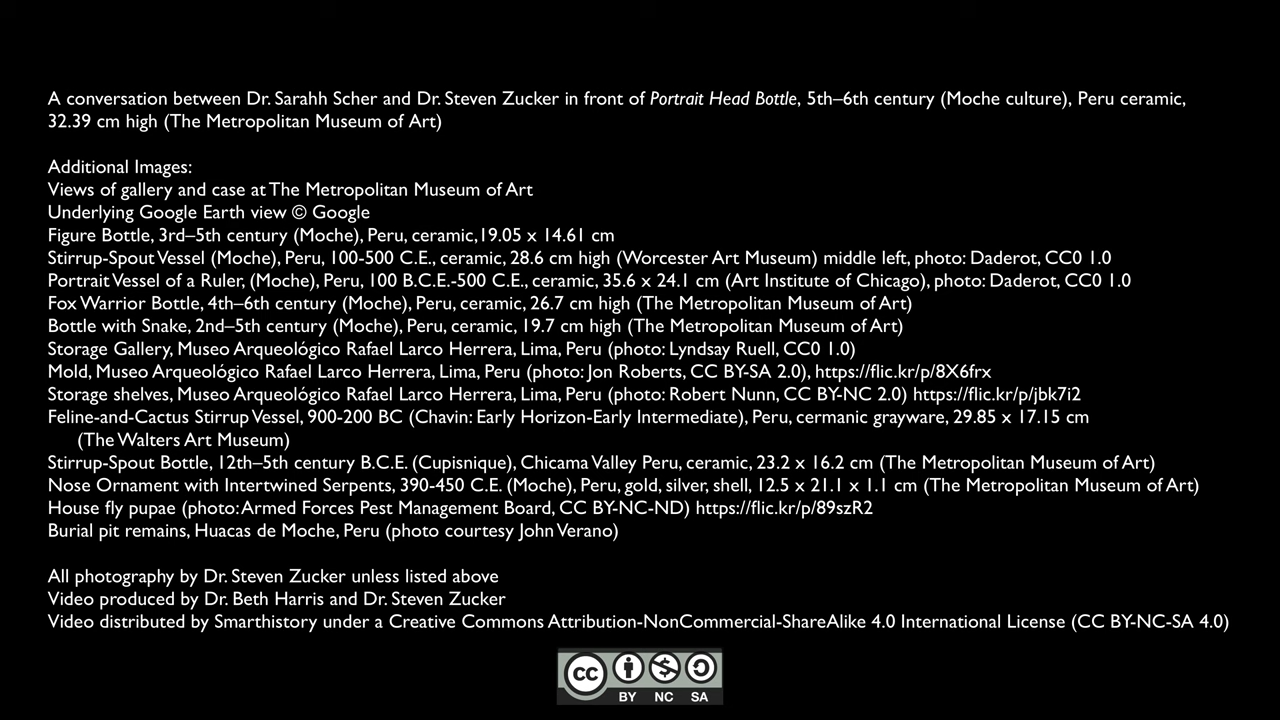 A conversation between Dr. Sarahh Scher and Dr. Steven Zucker in front of Portrait Head Bottle, 5th–6th century (Moche culture), Peru ceramic,
32.39 cm high (The Metropolitan Museum of Art)
Additional Images:
Views of gallery and case at The Metropolitan Museum of Art
Underlying Google Earth view © Google
Figure Bottle, 3rd–5th century (Moche), Peru, ceramic,19.05 x 14.61 cm
Stirrup-Spout Vessel (Moche), Peru, 100-500 C.E., ceramic, 28.6 cm high (Worcester Art Museum) middle left, photo: Daderot, CC0 1.0
Portrait Vessel of a Ruler, (Moche), Peru, 100 B.C.E.-500 C.E., ceramic, 35.6 x 24.1 cm (Art Institute of Chicago), photo: Daderot, CC0 1.0
Fox Warrior Bottle, 4th–6th century (Moche), Peru, ceramic, 26.7 cm high (The Metropolitan Museum of Art)
Bottle with Snake, 2nd–5th century (Moche), Peru, ceramic, 19.7 cm high (The Metropolitan Museum of Art)
Storage Gallery, Museo Arqueológico Rafael Larco Herrera, Lima, Peru (photo: Lyndsay Ruell, CC0 1.0)
Mold, Museo Arqueológico Rafael Larco Herrera, Lima, Peru (photo: Jon Roberts, CC BY-SA 2.0), https://flic.kr/p/8X6frx
Storage shelves, Museo Arqueológico Rafael Larco Herrera, Lima, Peru (photo: Robert Nunn, CC BY-NC 2.0) https://flic.kr/p/jbk7i2
Feline-and-Cactus Stirrup Vessel, 900-200 BC (Chavin: Early Horizon-Early Intermediate), Peru, cermanic grayware, 29.85 x 17.15 cm
(The Walters Art Museum)
Stirrup-Spout Bottle, 12th–5th century B.C.E. (Cupisnique), Chicama Valley Peru, ceramic, 23.2 x 16.2 cm (The Metropolitan Museum of Art)
Nose Ornament with Intertwined Serpents, 390-450 C.E. (Moche), Peru, gold, silver, shell, 12.5 x 21.1 x 1.1 cm (The Metropolitan Museum of Art)
House fly pupae (photo: Armed Forces Pest Management Board, CC BY-NC-ND) https://flic.kr/p/89szR2
Burial pit remains, Huacas de Moche, Peru (photo courtesy John Verano)
All photography by Dr. Steven Zucker unless listed above
Video produced by Dr. Beth Harris and Dr. Steven Zucker
Video distributed by Smarthistory under a Creative Commons Attribution-NonCommercial-ShareAlike 4.0 International License (CC BY-NC-SA 4.0)
CC
BY NC SA